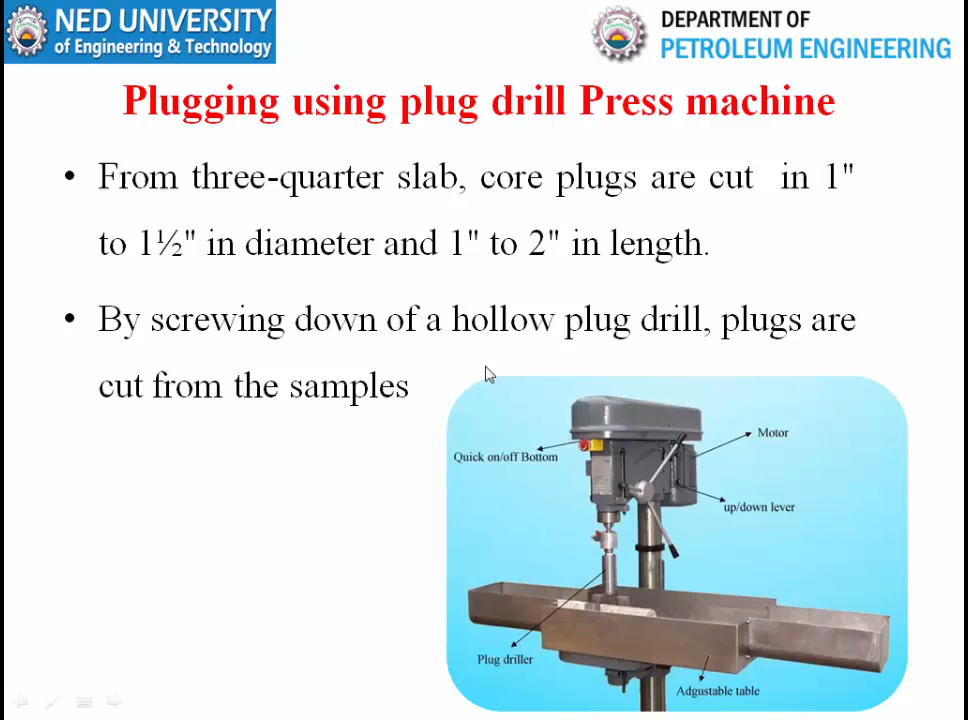 NED UNIVERSITY
of Engineering & Technology
DEPARTMENT OF
PETROLEUM ENGINEERING
Plugging using plug drill Press machine
• From three-quarter slab, core plugs are cut in 1"
to 1½" in diameter and 1" to 2" in length.
• By screwing down of a hollow plug drill, plugs are
cut from the samples
Motor
Quick on/off Bottom
up/down lever
Plug driller
Adgustable table